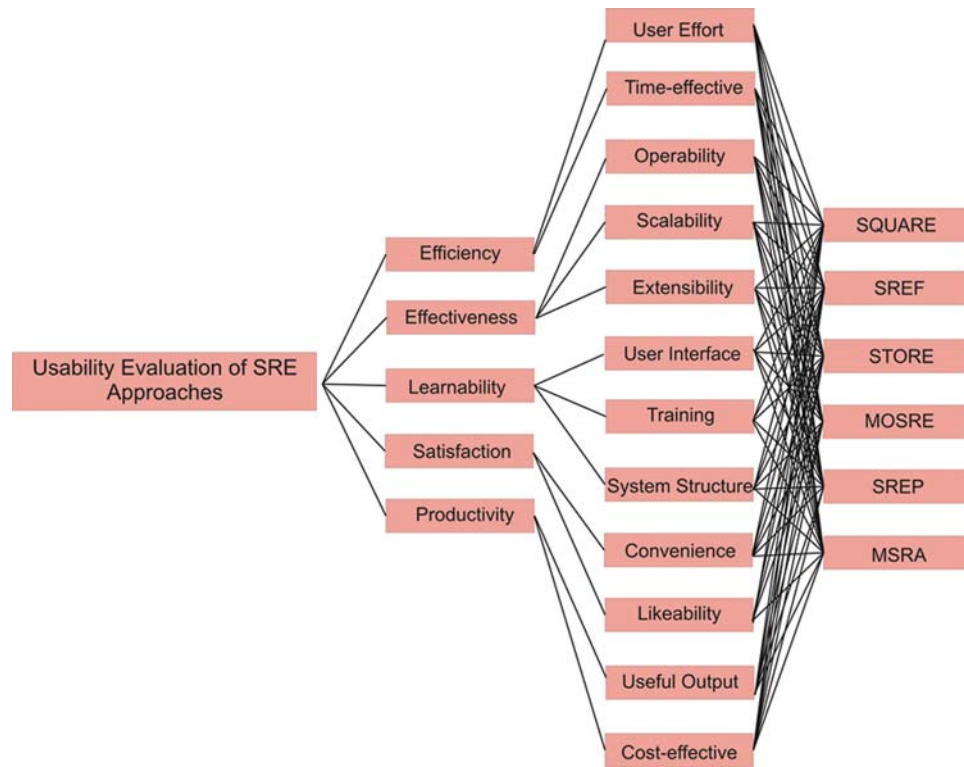 Usability Evaluation of SRE
Approaches
Efficiency
Effectiveness
Learnability
Satisfaction
Productivity
User Effort
Time-effective
Operability
Scalability
Extensibility
User Interface
Training
System Structure
Convenience
Likeability
Useful Output
Cost-effective
SQUARE
SREF
STORE
MOSRE
SREP
MSRA